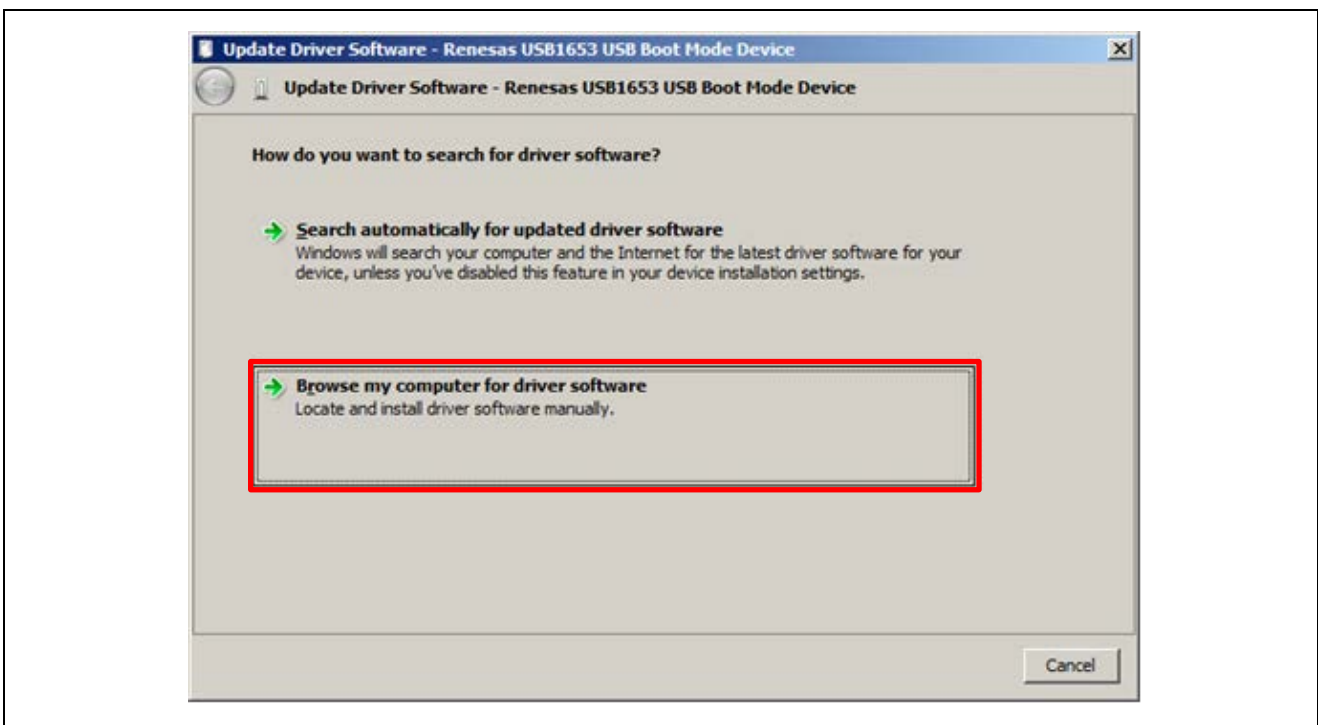 Update Driver Software - Renesas USB1653 USB Boot Mode Device
Update Driver Software - Renesas USB1653 USB Boot Mode Device
How do you want to search for driver software?
Search automatically for updated driver software
Windows will search your computer and the Internet for the latest driver software for your
device, unless you've disabled this feature in your device installation settings.
Browse my computer for driver software
Locate and install driver software manually.
Cancel